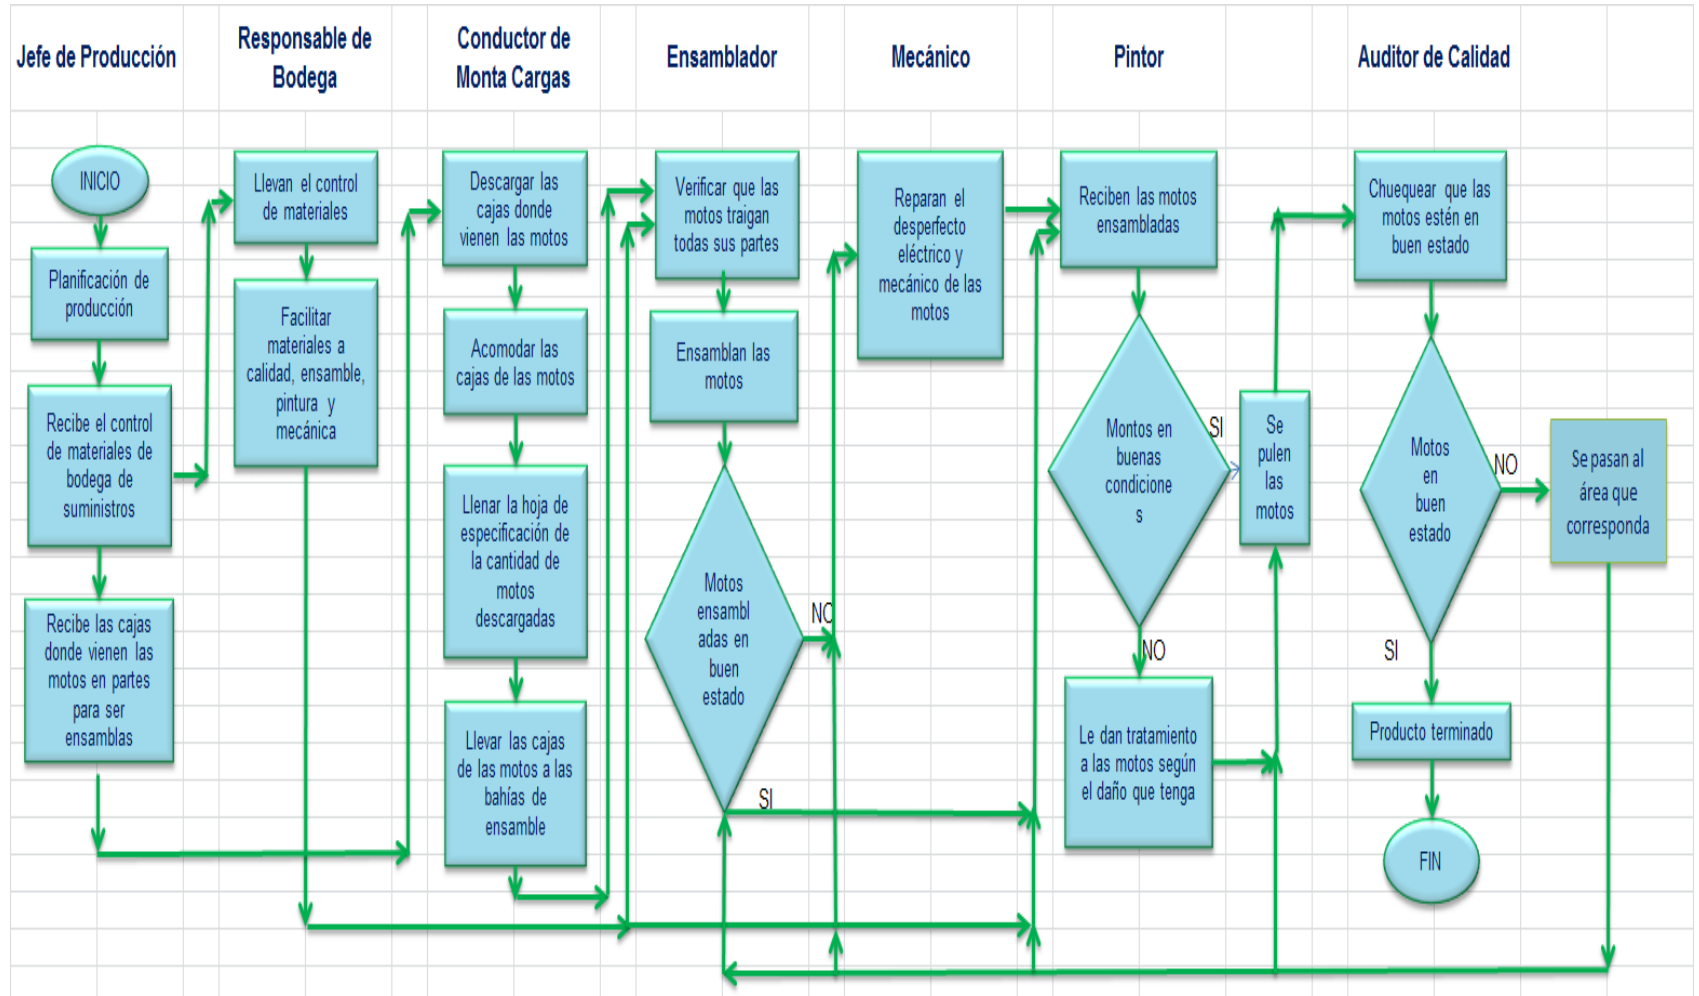 Jefe de Producción
Responsable de
Bodega
Conductor de
Monta Cargas
Ensamblador
Mecánico
Pintor
Auditor de Calidad
INICIO
Planificación de
producción
Recibe el control
de materiales de
bodega de
suministros
Recibe las cajas
donde vienen las
motos en partes
para ser
ensamblas
Llevan el control
de materiales
Facilitar
materiales a
calidad, ensamble,
pintura y
mecánica
Descargar las
cajas donde
vienen las motos
Acomodar las
cajas de las motos
Llenar la hoja de
especificación de
la cantidad de
motos
descargadas
Llevar las cajas
de las motos a las
bahías de
ensamble
Verificar que las
motos traigan
todas sus partes
Ensamblan las
motos
Motos
ensambl
adas en
buen
estado
NO
SI
Reparan el
desperfecto
eléctrico y
mecánico de las
motos
Reciben las motos
ensambladas
Montos en
buenas
condicione
s
SI
NO
Le dan tratamiento
a las motos según
el daño que tenga
Se
pulen
las
motos
Chuequear que las
motos estén en
buen estado
Motos
en
buen
estado
NO
SI
Se pasan al
área que
corresponda
Producto terminado
FIN